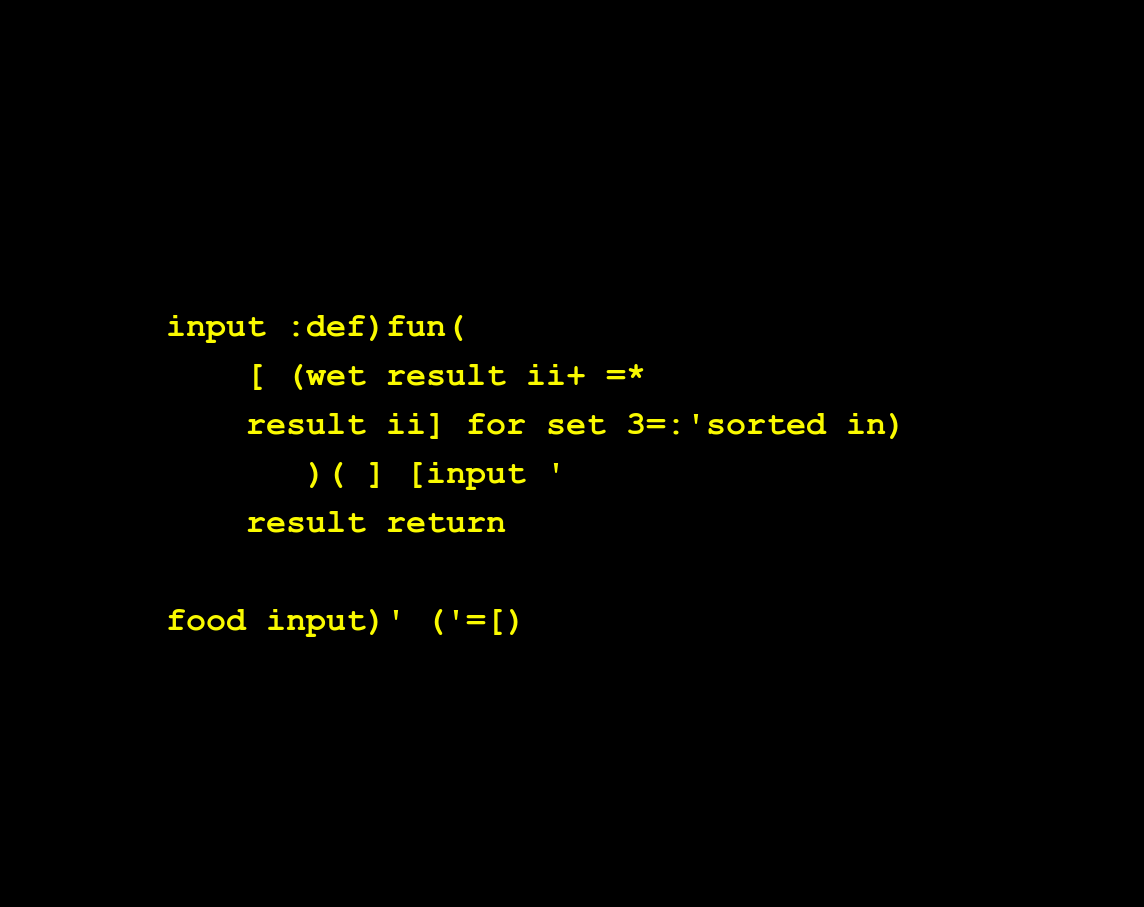 input :def)fun(
    [ (wet result ii+ =*
    result ii] for set 3=:'sorted in)
       )( ] [input '
    result return

food input)' ('=[)